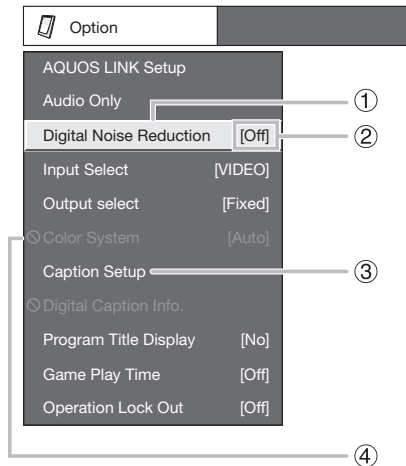 Option
AQUOS LINK Setup
Audio Only
Digital Noise Reduction [Off]
Input Select [VIDEO]
Output select [Fixed]
Color System [Auto]
Caption Setup
Digital Caption Info.
Program Title Display [No]
Game Play Time [Off]
Operation Lock Out [Off]
①
②
③
④